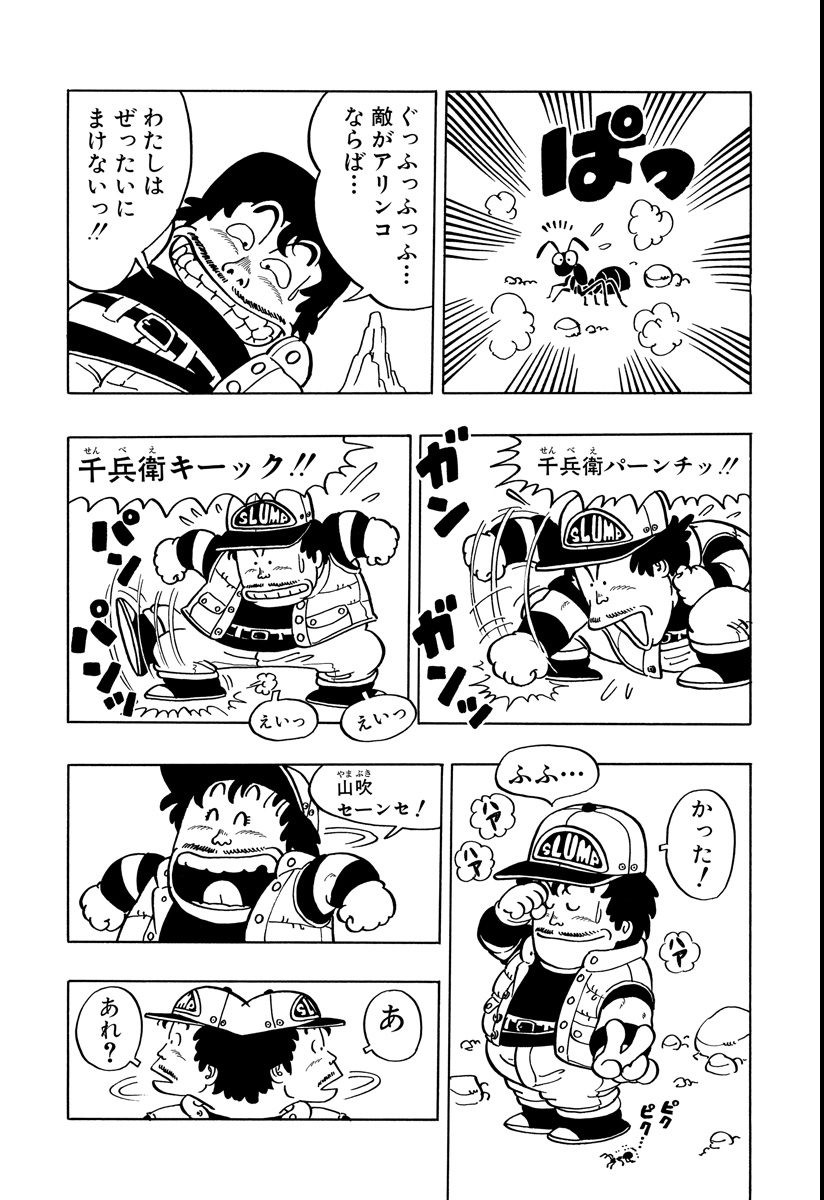 ぱっ
ぐっふっふっふ…
敵がアリンコ
ならば…
わたしは
ぜったいに
まけないっ!!
千兵衛パーンチッ!!
せんべえ
SLUMP
ガンガンッ
千兵衛キーック!!
せんべえ
SLUMP
パンパンッ
えいっ
えいっ
かった!
ふふ…
SLUMP
ハア
ハア
ハア
ピク
ピク…
山吹
やまぶき
セーンセ!
あ
あれ?
SLUMP
SL